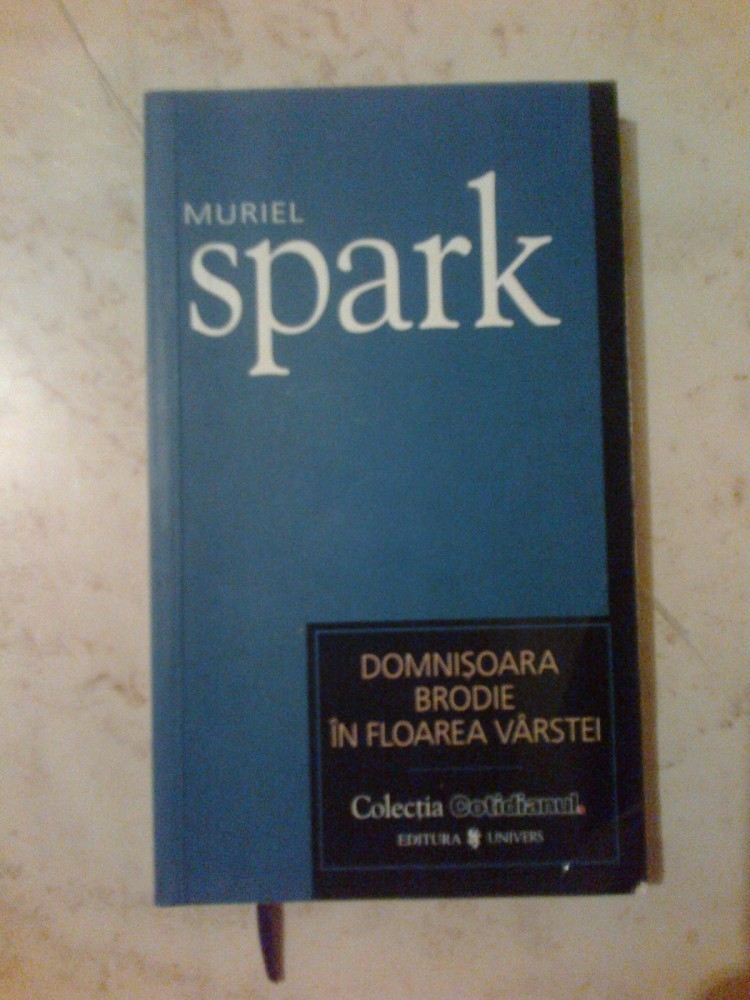 MURIEL
spark
DOMNIȘOARA
BRODIE
ÎN FLOAREA VÂRSTEI
Colecția Cotidianul.
EDITURA UNIVERS